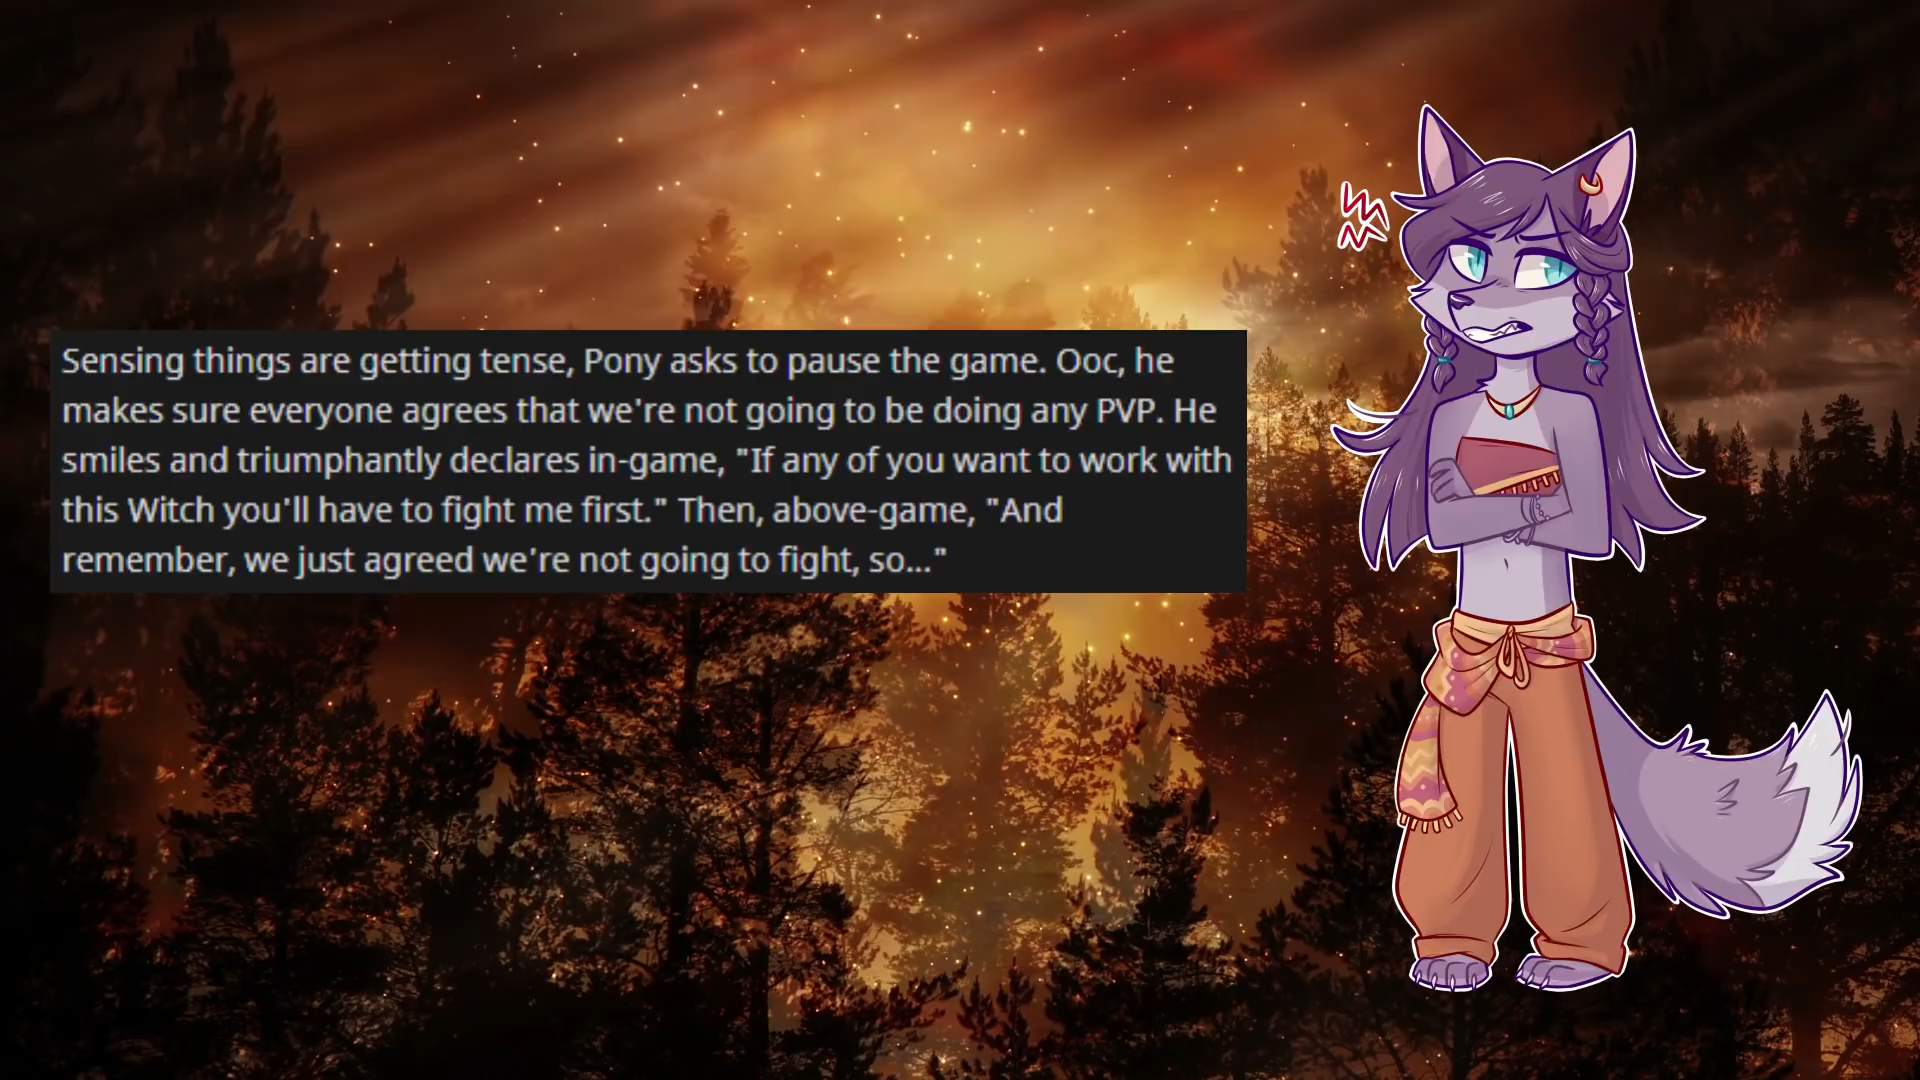 Sensing things are getting tense, Pony asks to pause the game. Ooc, he
makes sure everyone agrees that we're not going to be doing any PVP. He
smiles and triumphantly declares in-game, "If any of you want to work with
this Witch you'll have to fight me first." Then, above-game, "And
remember, we just agreed we're not going to fight, so..."